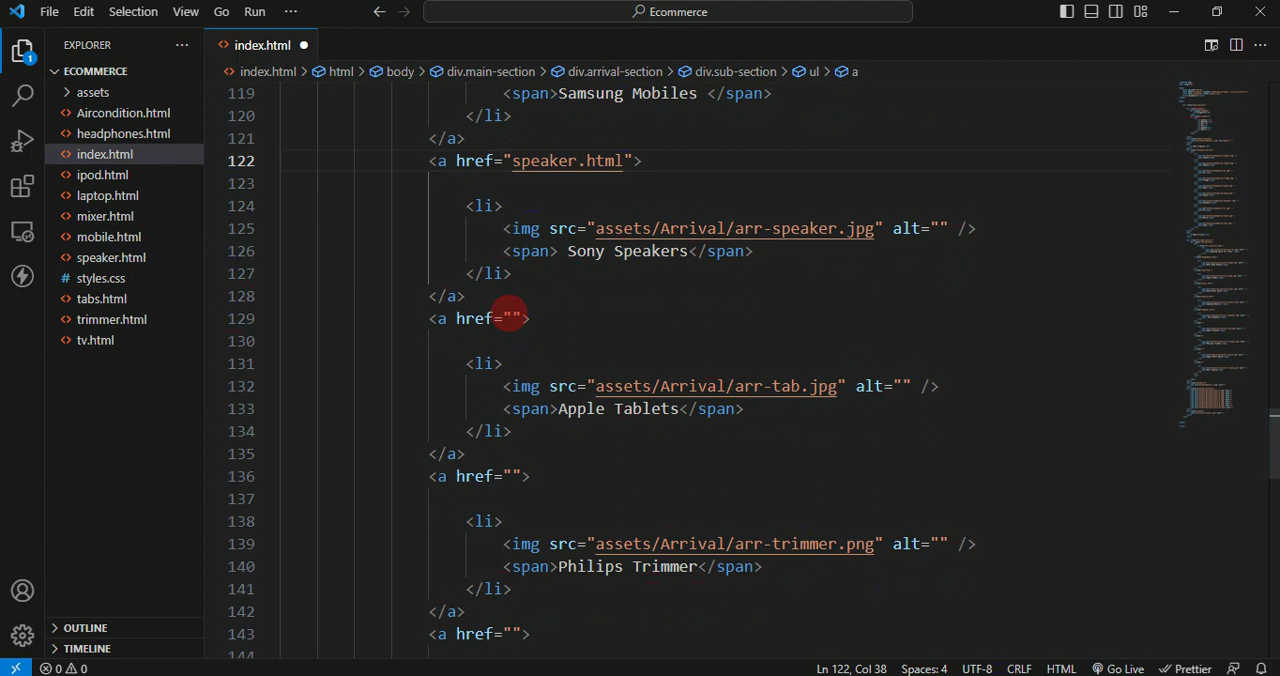 File Edit Selection View Go Run ··· Ecommerce
EXPLORER ···
ECOMMERCE
assets
Aircondition.html
headphones.html
index.html
ipod.html
laptop.html
mixer.html
mobile.html
speaker.html
# styles.css
tabs.html
trimmer.html
tv.html
OUTLINE
TIMELINE
1
index.html
index.html > html > body > div.main-section > div.arrival-section > div.sub-section > ul > a
119 <span>Samsung Mobiles </span>
120 </li>
121 </a>
122 <a href="speaker.html">
123
124 <li>
125 <img src="assets/Arrival/arr-speaker.jpg" alt="" />
126 <span> Sony Speakers</span>
127 </li>
128 </a>
129 <a href="">
130
131 <li>
132 <img src="assets/Arrival/arr-tab.jpg" alt="" />
133 <span>Apple Tablets</span>
134 </li>
135 </a>
136 <a href="">
137
138 <li>
139 <img src="assets/Arrival/arr-trimmer.png" alt="" />
140 <span>Philips Trimmer</span>
141 </li>
142 </a>
143 <a href="">
144
0 0 Ln 122, Col 38 Spaces: 4 UTF-8 CRLF HTML Go Live Prettier